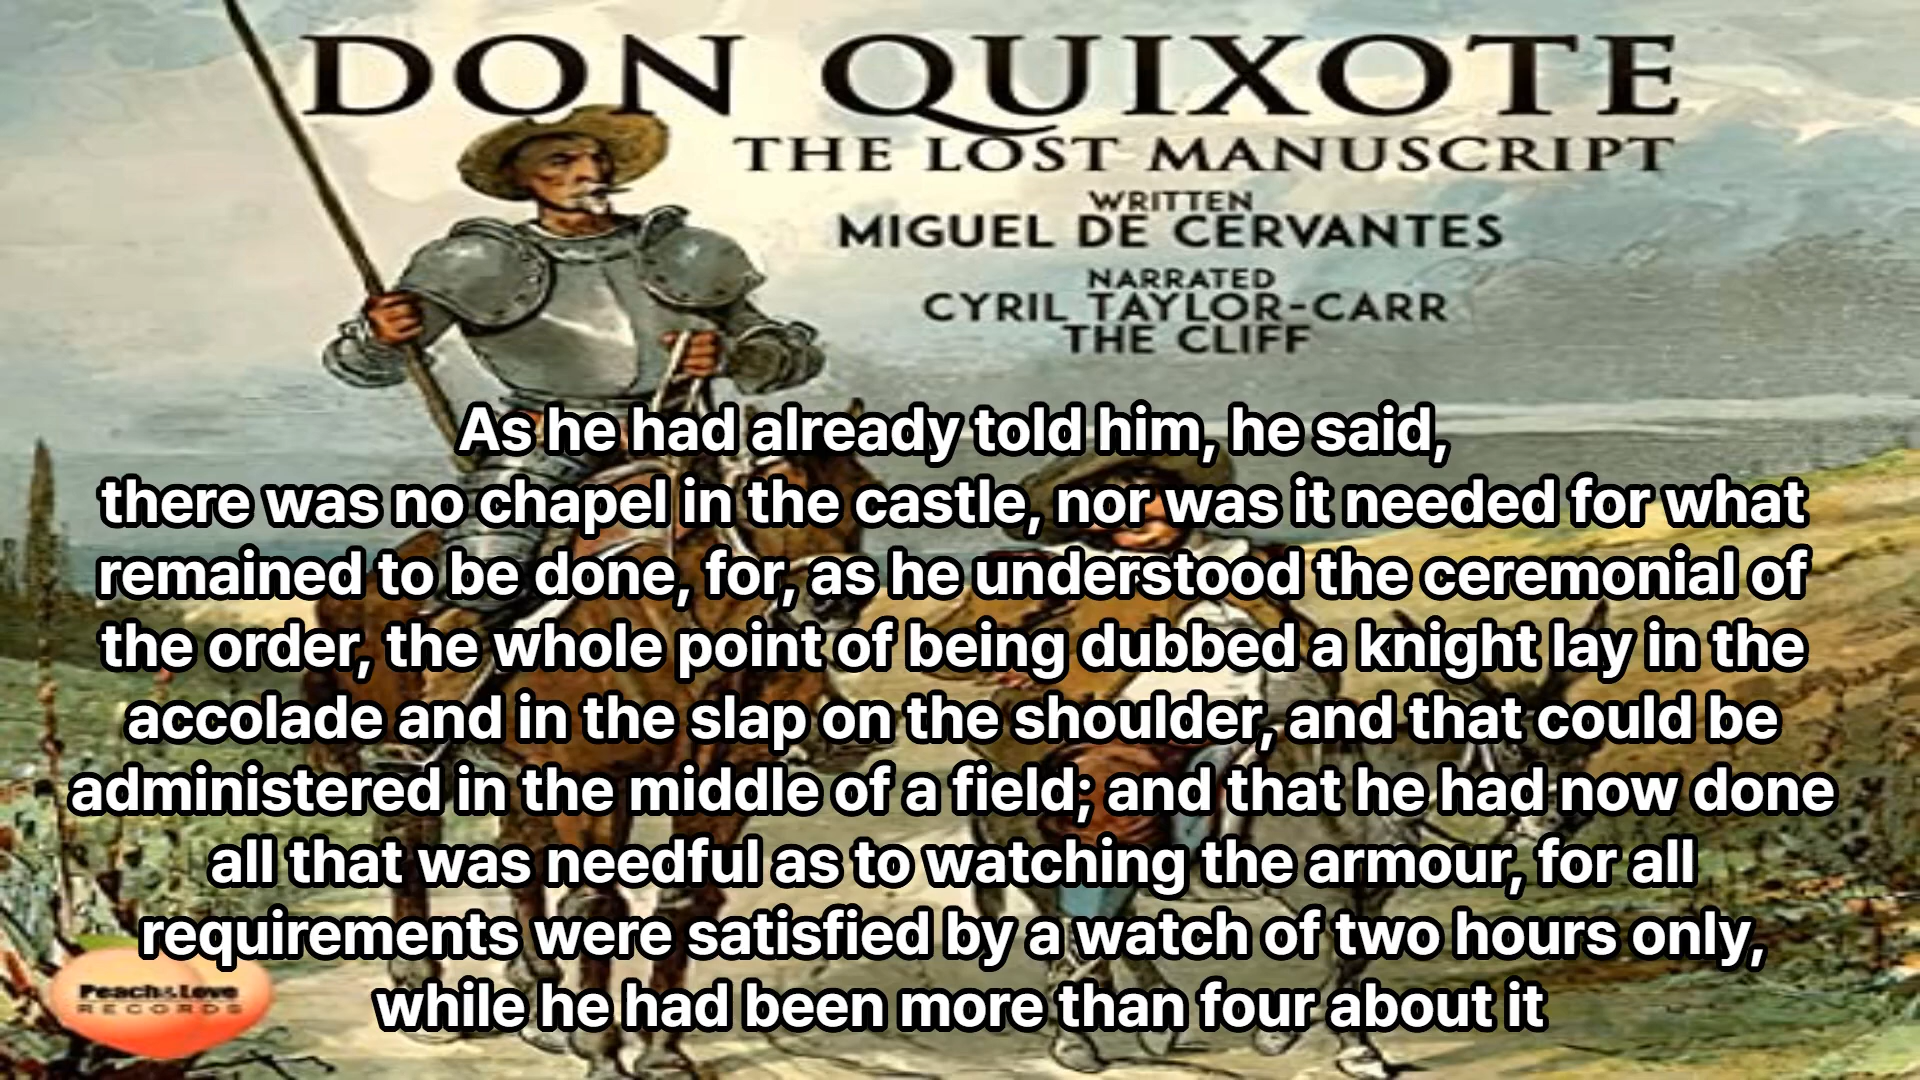 DON QUIXOTE
THE LOST MANUSCRIPT
WRITTEN
MIGUEL DE CERVANTES
NARRATED
CYRIL TAYLOR-CARR
THE CLIFF
As he had already told him, he said,
there was no chapel in the castle, nor was it needed for what
remained to be done, for, as he understood the ceremonial of
the order, the whole point of being dubbed a knight lay in the
accolade and in the slap on the shoulder, and that could be
administered in the middle of a field; and that he had now done
all that was needful as to watching the armour, for all
requirements were satisfied by a watch of two hours only,
while he had been more than four about it
Peach&Love
RECORDS